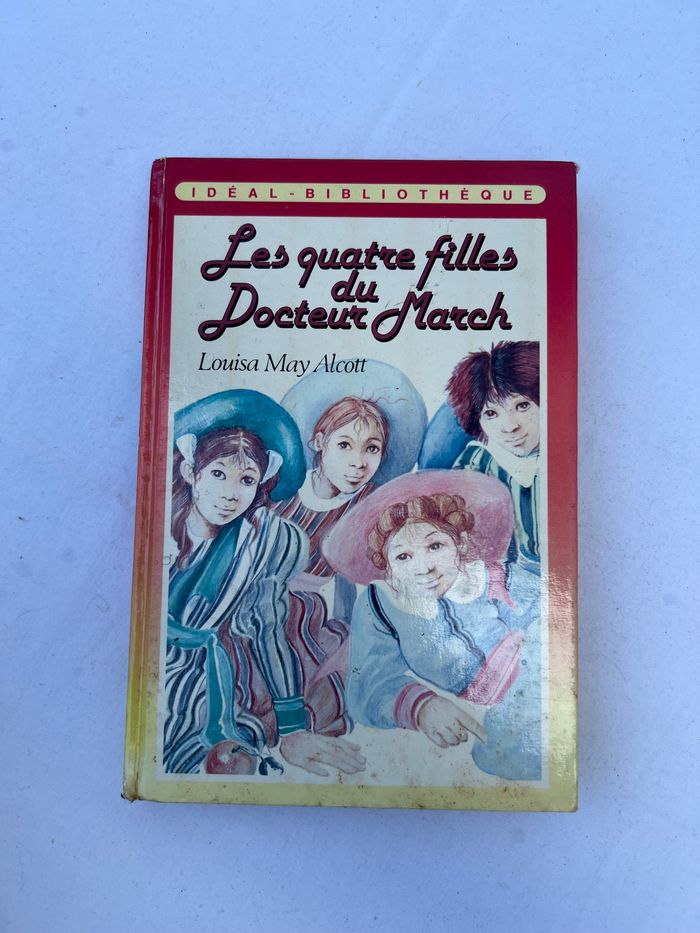 IDÉAL-BIBLIOTHÈQUE
Les quatre filles
du
Docteur March
Louisa May Alcott